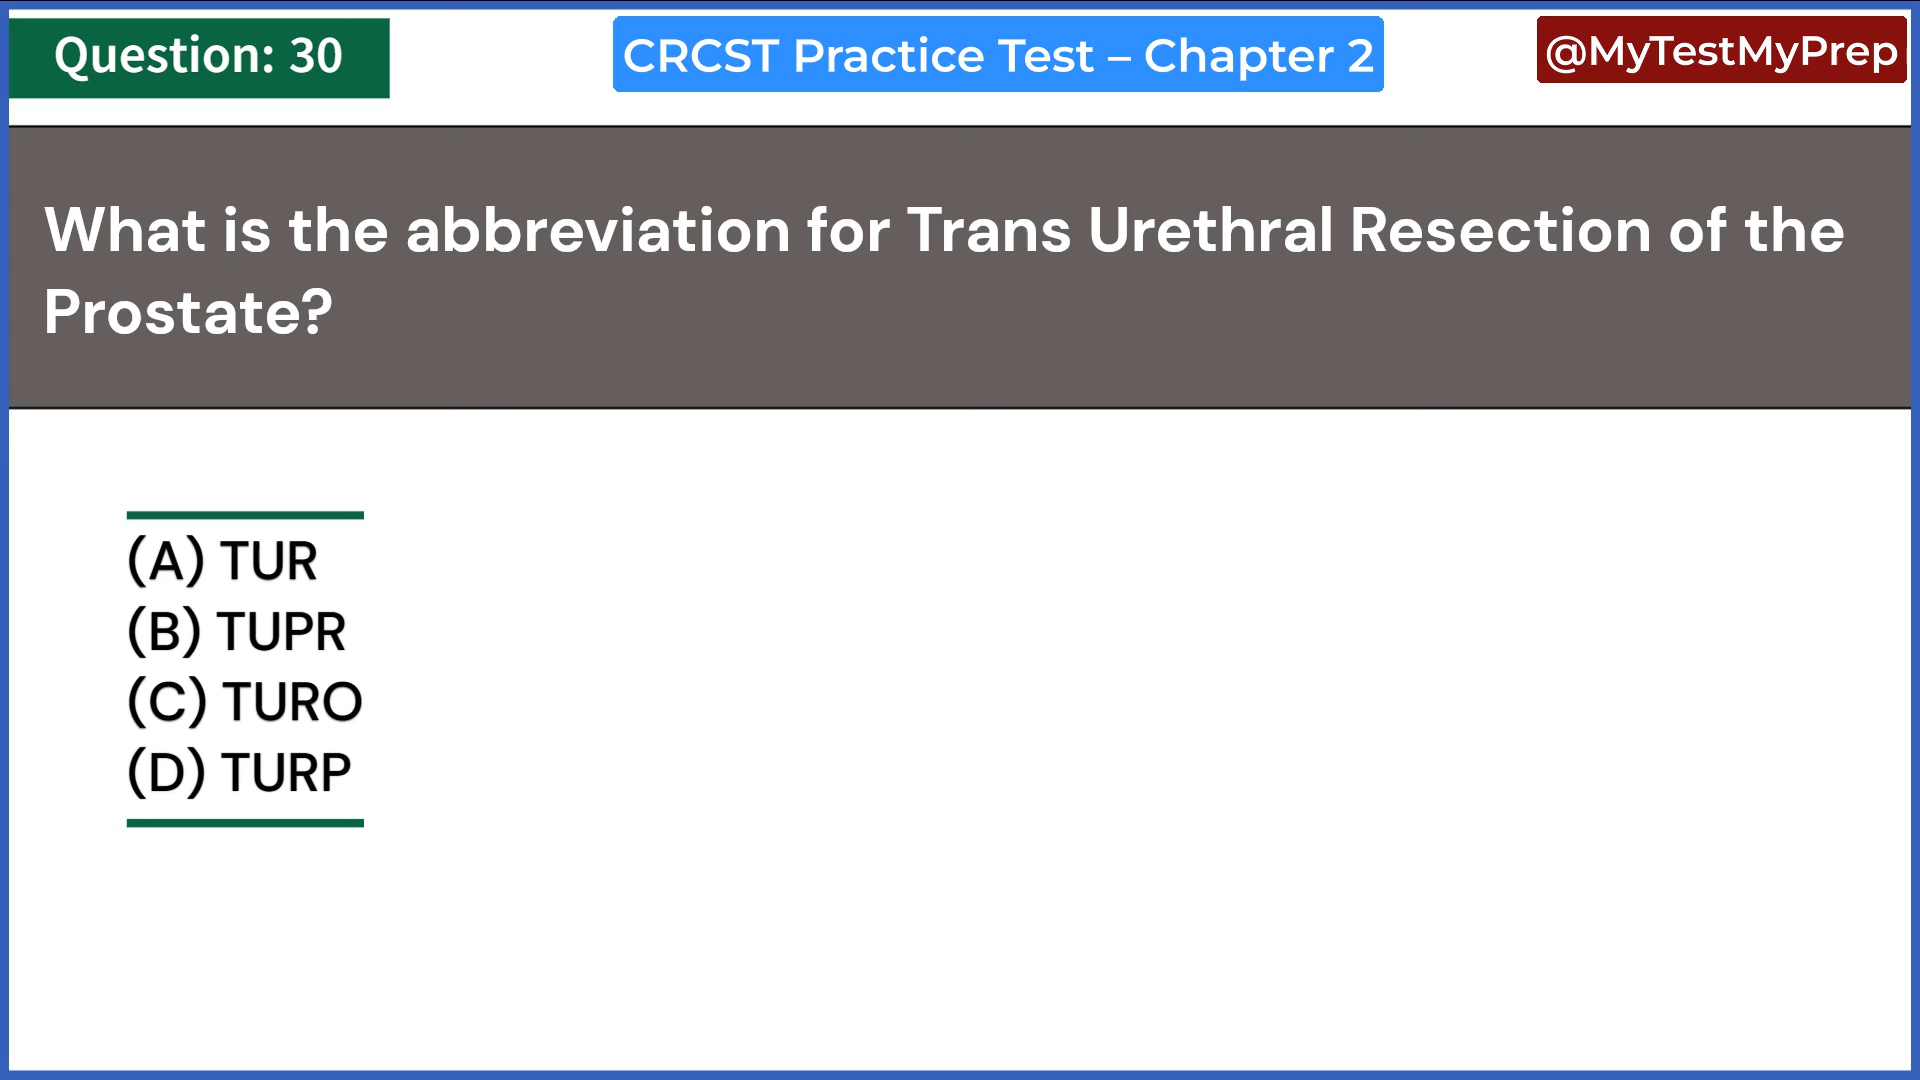 Question: 30
CRCST Practice Test – Chapter 2
@MyTestMyPrep
What is the abbreviation for Trans Urethral Resection of the
Prostate?
(A) TUR
(B) TUPR
(C) TURO
(D) TURP